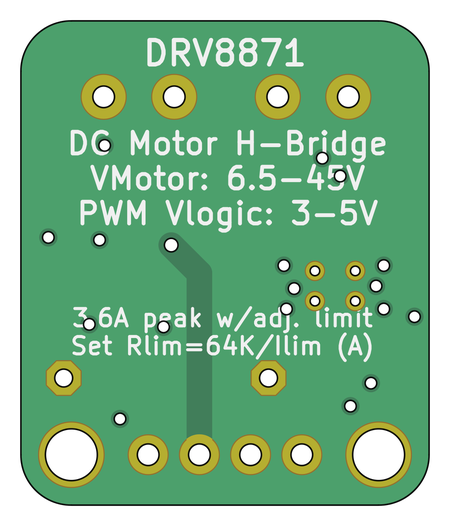 DRV8871
DC Motor H-Bridge
VMotor: 6.5-45V
PWM Vlogic: 3-5V
3.6A peak w/adj. limit
Set Rlim=64K/Ilim (A)